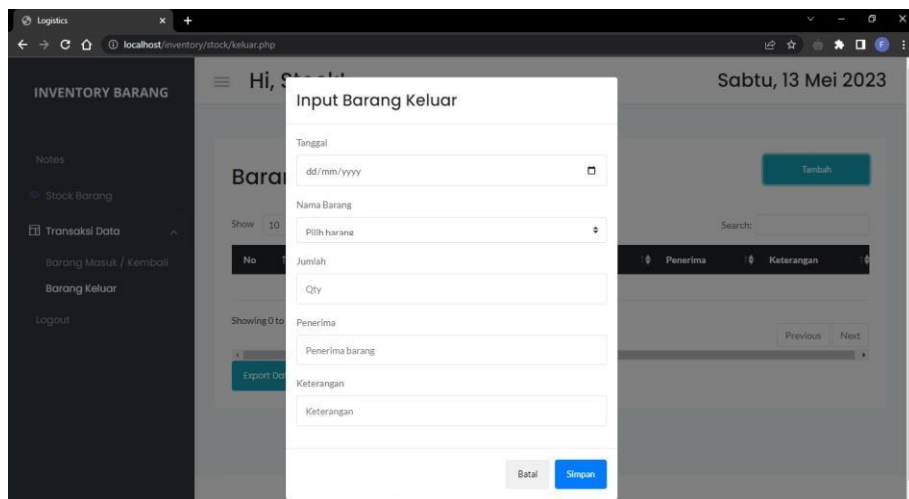 Logistics
localhost/inventory/stock/keluar.php
INVENTORY BARANG
Hi,
Sabtu, 13 Mei 2023
Notes
Stock Barang
Transaksi Data
Barang Masuk / Kembali
Barang Keluar
Logout
Input Barang Keluar
Tanggal
dd/mm/yyyy
Nama Barang
Pilih barang
Jumlah
Qty
Penerima
Penerima barang
Keterangan
Keterangan
Batal Simpan
Tambah
Show 10
Search:
No Penerima Keterangan
Showing 0 to
Previous Next
Export